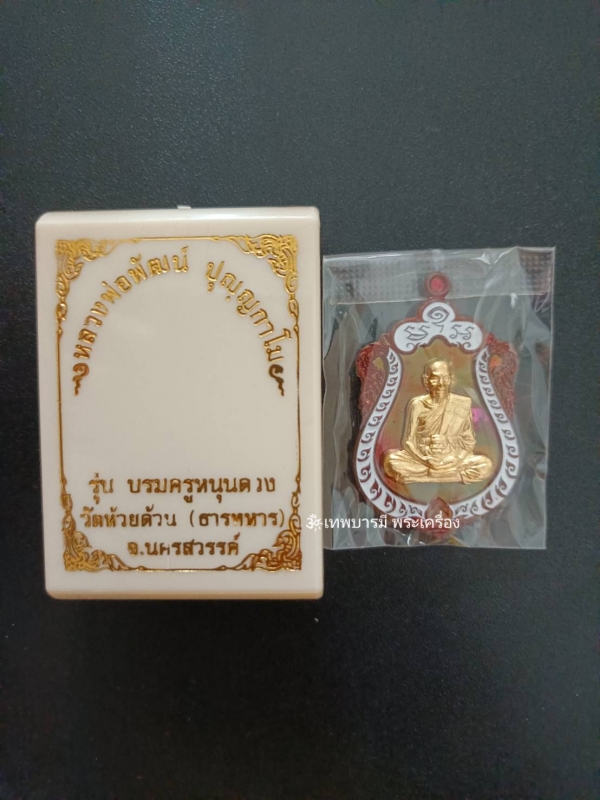 หลวงพ่อพัฒน์ ปุญญกาโม
รุ่น บรมครูหนุนดวง
วัดห้วยด้วน (ธารทหาร)
จ.นครสวรรค์
เทพบารมี พระเครื่อง